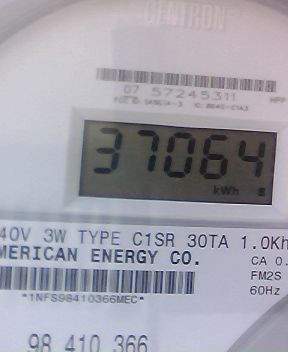 CENTRON
07 57245311
37064
kWh
40V 3W TYPE C1SR 30TA 1.0Kh
MERICAN ENERGY CO.
CA 0.
FM2S
60Hz
*1NFS98410366MEC*
98 410 366